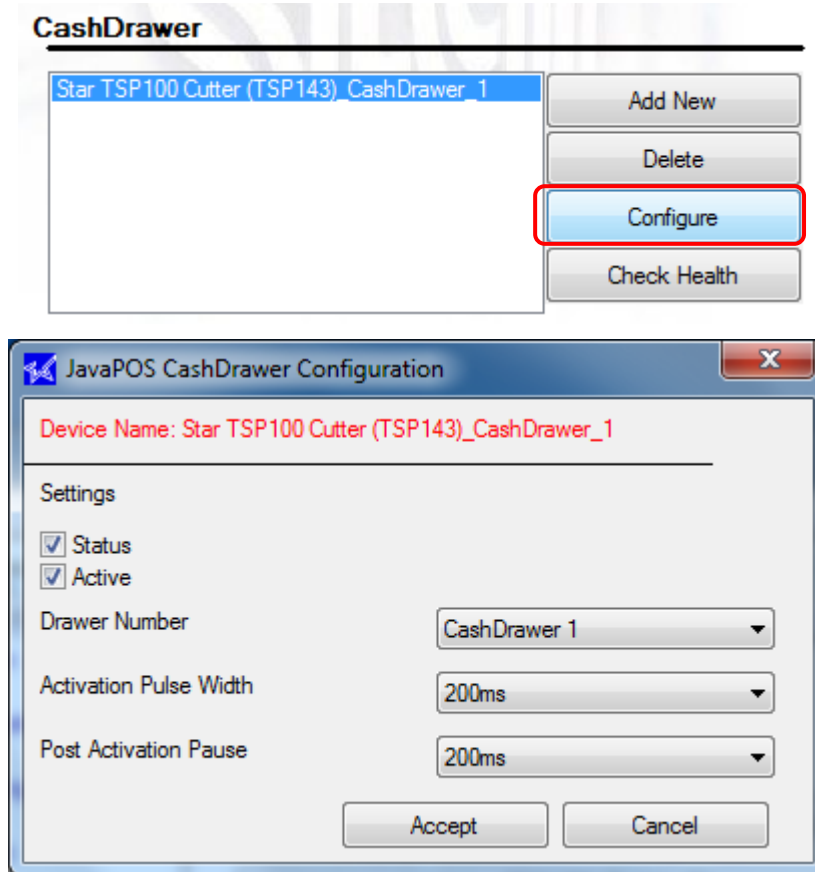 CashDrawer
Star TSP100 Cutter (TSP143)_CashDrawer_1
Add New
Delete
Configure
Check Health
JavaPOS CashDrawer Configuration
Device Name: Star TSP100 Cutter (TSP143)_CashDrawer_1
Settings
Status
Active
Drawer Number CashDrawer 1
Activation Pulse Width 200ms
Post Activation Pause 200ms
Accept Cancel